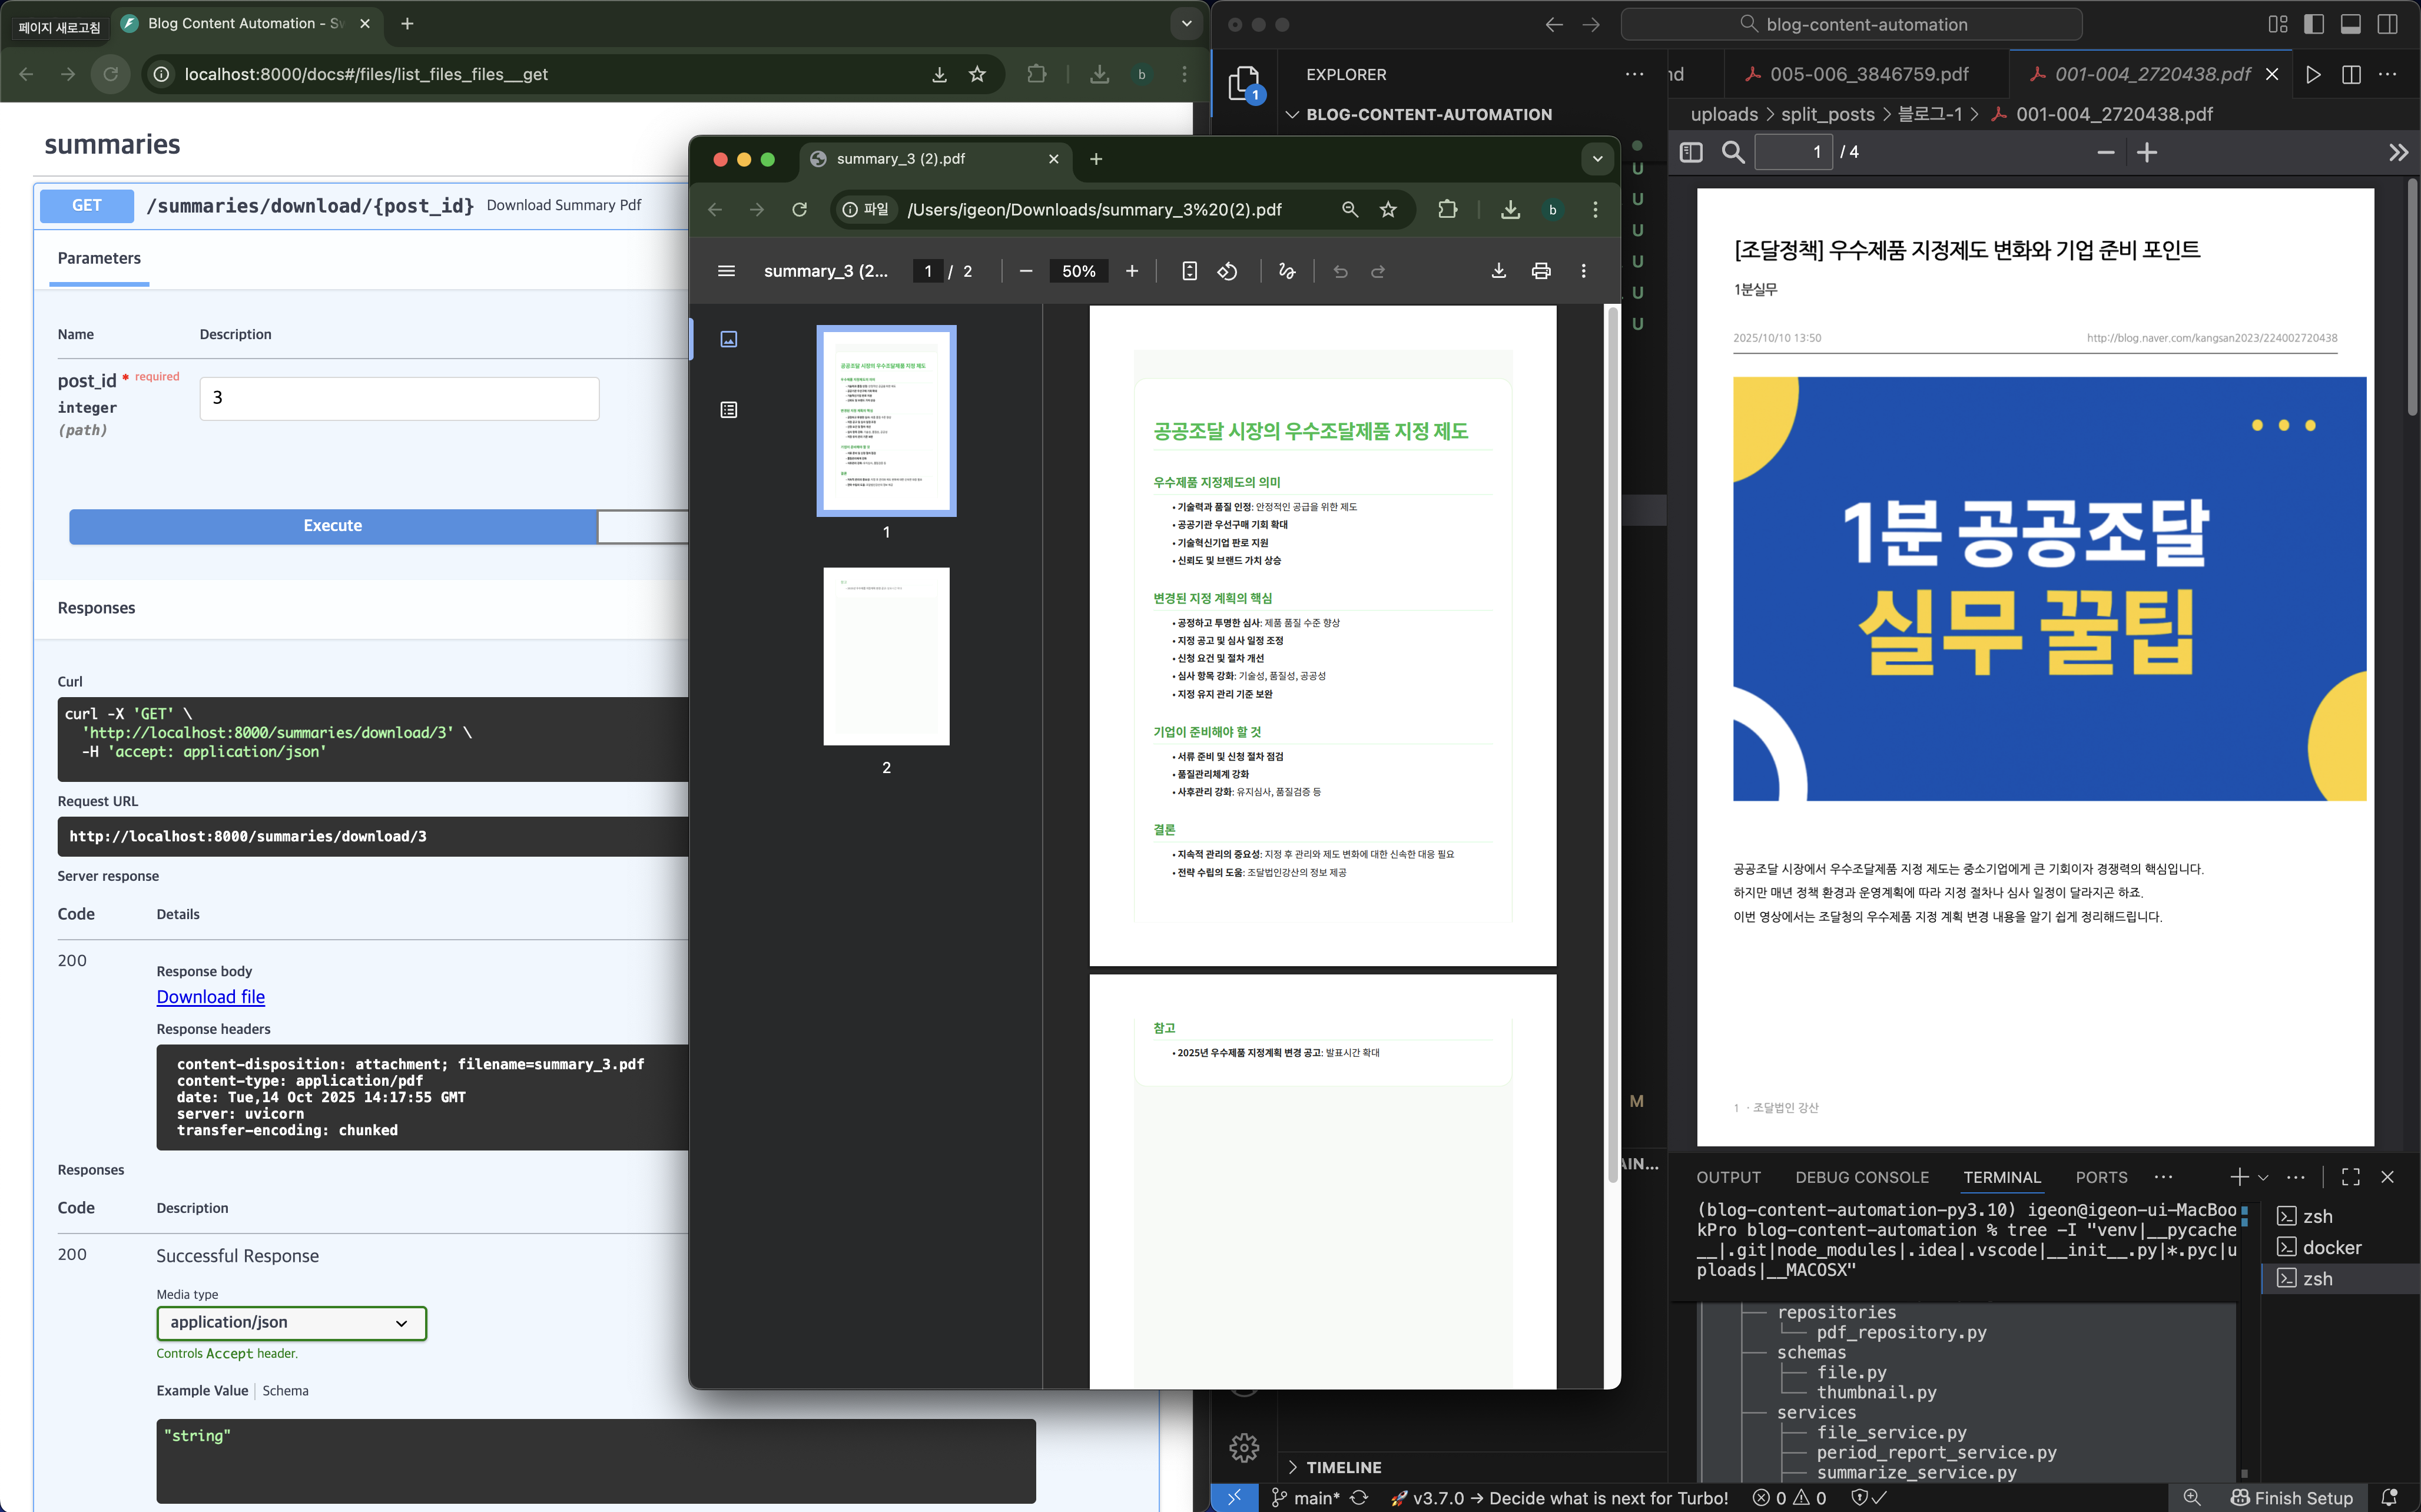 페이지 새로고침
Blog Content Automation - Sw
localhost:8000/docs#/files/list_files_files__get
b
summaries
GET /summaries/download/{post_id} Download Summary Pdf
Parameters
Name Description
post_id * required
integer
(path)
3
Execute
Responses
Curl
curl -X 'GET' \
'http://localhost:8000/summaries/download/3' \
-H 'accept: application/json'
Request URL
http://localhost:8000/summaries/download/3
Server response
Code Details
200
Response body
Download file
Response headers
content-disposition: attachment; filename=summary_3.pdf
content-type: application/pdf
date: Tue,14 Oct 2025 14:17:55 GMT
server: uvicorn
transfer-encoding: chunked
Responses
Code Description
200 Successful Response
Media type
application/json
Controls Accept header.
Example Value Schema
"string"
summary_3 (2).pdf
파일 /Users/igeon/Downloads/summary_3%20(2).pdf
b
summary_3 (2... 1 / 2 50%
1
2
공공조달 시장의 우수조달제품 지정 제도
우수제품 지정제도의 의미
• 기술력과 품질 인정: 안정적인 공급을 위한 제도
• 공공기관 우선구매 기회 확대
• 기술혁신기업 판로 지원
• 신뢰도 및 브랜드 가치 상승
변경된 지정 계획의 핵심
• 공정하고 투명한 심사: 제품 품질 수준 향상
• 지정 공고 및 심사 일정 조정
• 신청 요건 및 절차 개선
• 심사 항목 강화: 기술성, 품질성, 공공성
• 지정 유지 관리 기준 보완
기업이 준비해야 할 것
• 서류 준비 및 신청 절차 점검
• 품질관리체계 강화
• 사후관리 강화: 유지심사, 품질검증 등
결론
• 지속적 관리의 중요성: 지정 후 관리와 제도 변화에 대한 신속한 대응 필요
• 전략 수립의 도움: 조달법인강산의 정보 제공
참고
• 2025년 우수제품 지정계획 변경 공고: 발표시간 확대
blog-content-automation
1
EXPLORER
BLOG-CONTENT-AUTOMATION
U
U
U
U
U
U
M
AIN...
TIMELINE
nd 005-006_3846759.pdf 001-004_2720438.pdf
uploads > split_posts > 블로그-1 > 001-004_2720438.pdf
1 / 4
[조달정책] 우수제품 지정제도 변화와 기업 준비 포인트
1분실무
2025/10/10 13:50 http://blog.naver.com/kangsan2023/224002720438
1분 공공조달
실무 꿀팁
공공조달 시장에서 우수조달제품 지정 제도는 중소기업에게 큰 기회이자 경쟁력의 핵심입니다.
하지만 매년 정책 환경과 운영계획에 따라 지정 절차나 심사 일정이 달라지곤 하죠.
이번 영상에서는 조달청의 우수제품 지정 계획 변경 내용을 알기 쉽게 정리해드립니다.
1 · 조달법인 강산
OUTPUT DEBUG CONSOLE TERMINAL PORTS
(blog-content-automation-py3.10) igeon@igeon-ui-MacBoo
kPro blog-content-automation % tree -I "venv|__pycache
__|.git|node_modules|.idea|.vscode|__init__.py|*.pyc|u
ploads|__MACOSX"
├── repositories
│   └── pdf_repository.py
├── schemas
│   ├── file.py
│   └── thumbnail.py
├── services
│   ├── file_service.py
│   ├── period_report_service.py
│   ├── summarize_service.py
zsh
docker
zsh
main* v3.7.0 → Decide what is next for Turbo! 0 0 Finish Setup